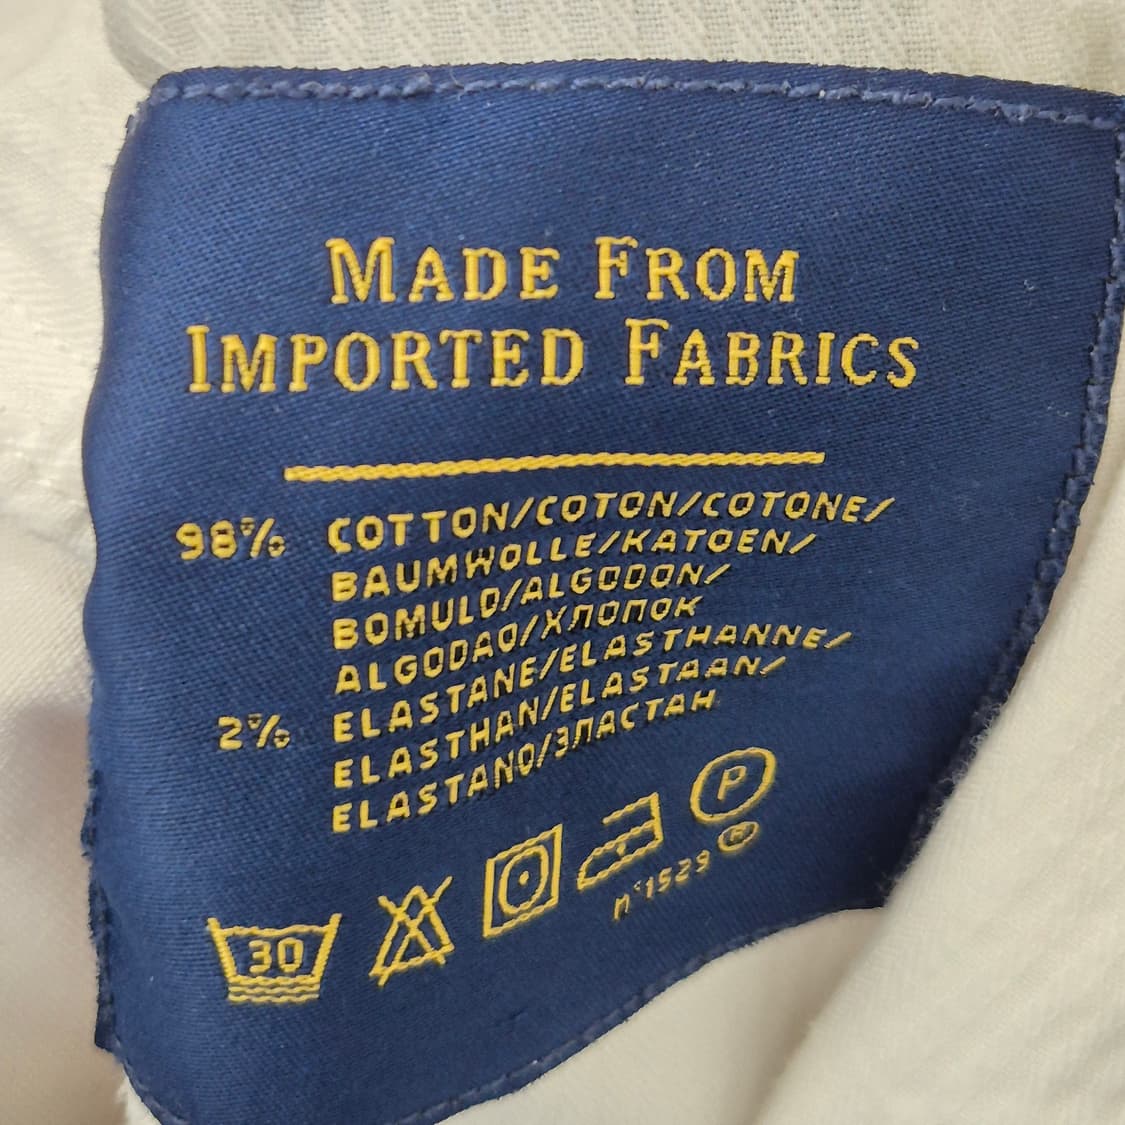 MADE FROM
IMPORTED FABRICS
98% COTTON/COTON/COTONE/
BAUMWOLLE/KATOEN/
BOMULD/ALGODON/
ALGODAO/ХЛОПОК
2% ELASTANE/ELASTHANNE/
ELASTHAN/ELASTAAN/
ELASTANO/ЭЛАСТАН
30
P
n°1529